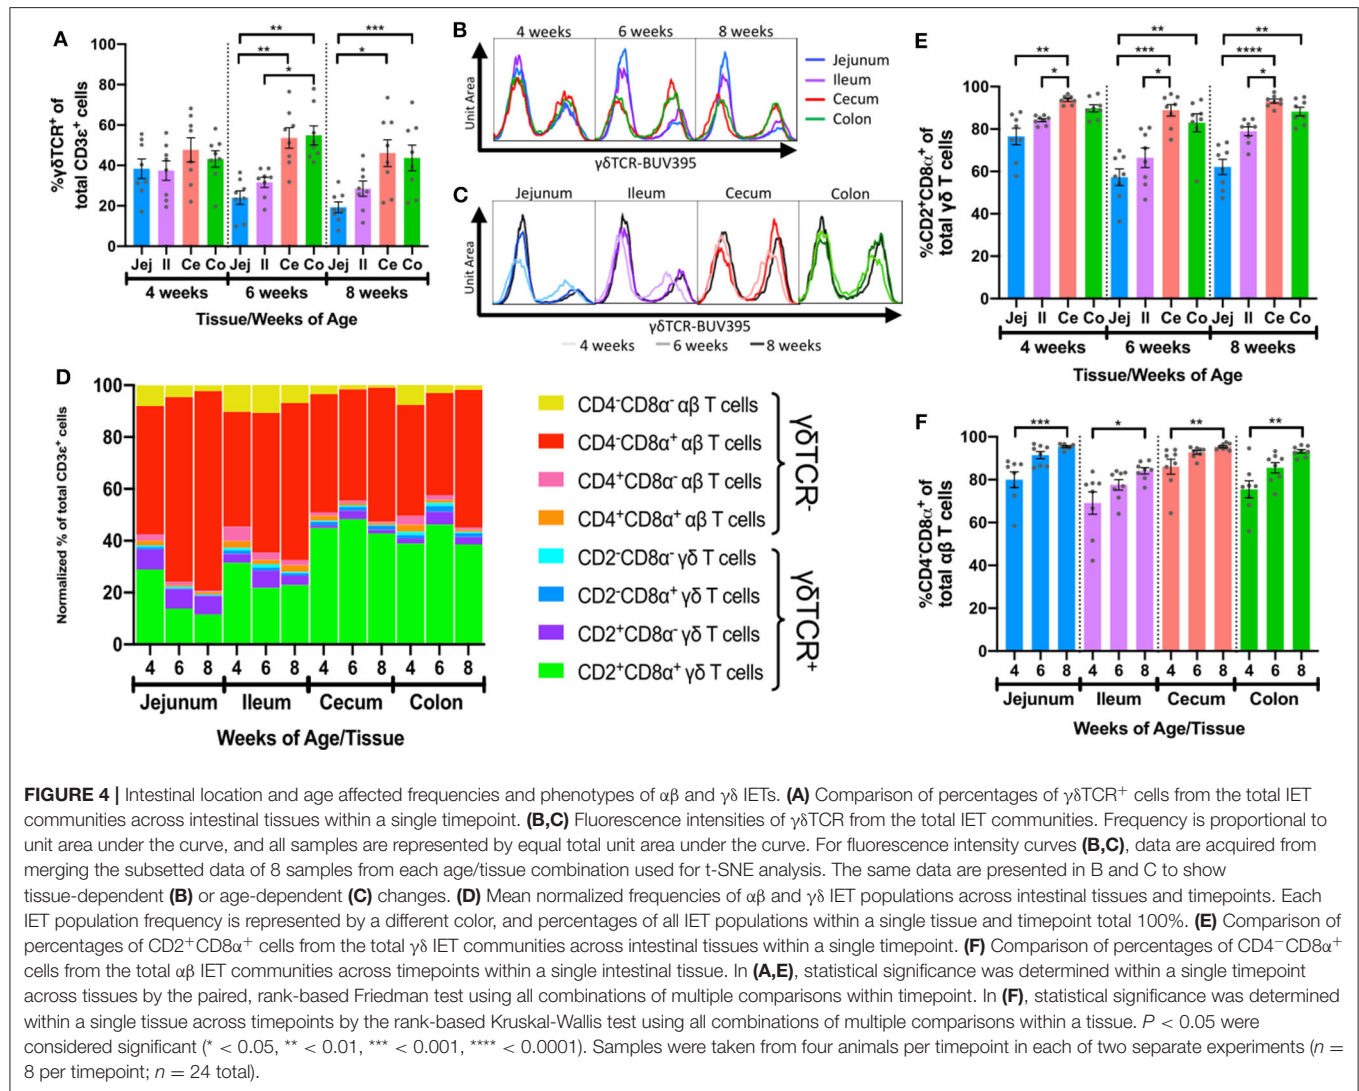 A
%γδTCR⁺ of
total CD3ε⁺ cells
100
80
60
40
20
0
** ***
** *
*
Jej Il Ce Co Jej Il Ce Co Jej Il Ce Co
4 weeks 6 weeks 8 weeks
Tissue/Weeks of Age
B
4 weeks 6 weeks 8 weeks
Unit Area
γδTCR-BUV395
Jejunum
Ileum
Cecum
Colon
C
Jejunum Ileum Cecum Colon
Unit Area
γδTCR-BUV395
4 weeks 6 weeks 8 weeks
E
%CD2⁺CD8α⁺ of
total γδ T cells
100
80
60
40
20
0
** ** **
*** ****
* * *
Jej Il Ce Co Jej Il Ce Co Jej Il Ce Co
4 weeks 6 weeks 8 weeks
Tissue/Weeks of Age
D
Normalized % of total CD3ε⁺ cells
100
80
60
40
20
0
4 6 8 4 6 8 4 6 8 4 6 8
Jejunum Ileum Cecum Colon
Weeks of Age/Tissue
CD4⁻CD8α⁻ αβ T cells
CD4⁻CD8α⁺ αβ T cells
CD4⁺CD8α⁻ αβ T cells
CD4⁺CD8α⁺ αβ T cells
CD2⁻CD8α⁻ γδ T cells
CD2⁻CD8α⁺ γδ T cells
CD2⁺CD8α⁻ γδ T cells
CD2⁺CD8α⁺ γδ T cells
γδTCR⁻
γδTCR⁺
F
%CD4⁻CD8α⁺ of
total αβ T cells
100
80
60
40
20
0
*** * ** **
4 6 8 4 6 8 4 6 8 4 6 8
Jejunum Ileum Cecum Colon
Weeks of Age/Tissue
FIGURE 4 | Intestinal location and age affected frequencies and phenotypes of αβ and γδ IETs. (A) Comparison of percentages of γδTCR⁺ cells from the total IET
communities across intestinal tissues within a single timepoint. (B,C) Fluorescence intensities of γδTCR from the total IET communities. Frequency is proportional to
unit area under the curve, and all samples are represented by equal total unit area under the curve. For fluorescence intensity curves (B,C), data are acquired from
merging the subsetted data of 8 samples from each age/tissue combination used for t-SNE analysis. The same data are presented in B and C to show
tissue-dependent (B) or age-dependent (C) changes. (D) Mean normalized frequencies of αβ and γδ IET populations across intestinal tissues and timepoints. Each
IET population frequency is represented by a different color, and percentages of all IET populations within a single tissue and timepoint total 100%. (E) Comparison of
percentages of CD2⁺CD8α⁺ cells from the total γδ IET communities across intestinal tissues within a single timepoint. (F) Comparison of percentages of CD4⁻CD8α⁺
cells from the total αβ IET communities across timepoints within a single intestinal tissue. In (A,E), statistical significance was determined within a single timepoint
across tissues by the paired, rank-based Friedman test using all combinations of multiple comparisons within timepoint. In (F), statistical significance was determined
within a single tissue across timepoints by the rank-based Kruskal-Wallis test using all combinations of multiple comparisons within a tissue. P < 0.05 were
considered significant (* < 0.05, ** < 0.01, *** < 0.001, **** < 0.0001). Samples were taken from four animals per timepoint in each of two separate experiments (n =
8 per timepoint; n = 24 total).